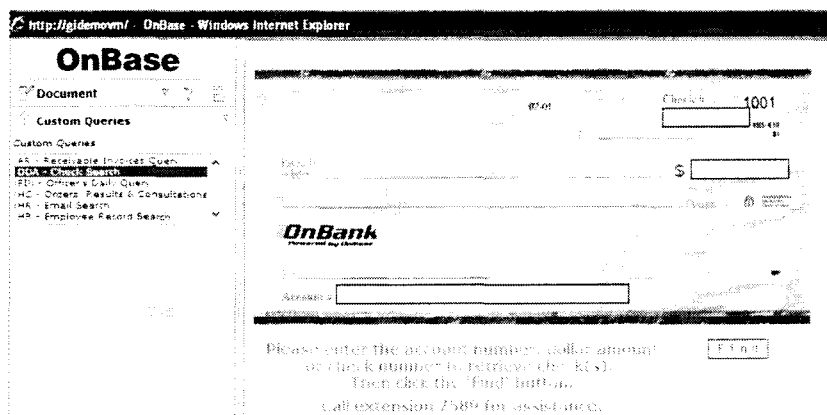 http://gidemovm/ - OnBase - Windows Internet Explorer
OnBase
Document
Custom Queries
Custom Queries
AR - Receivable Invoices Query
DDA - Check Search
FDI - Officer's Daily Query
HC - Orders, Results & Consultations
HR - Email Search
HR - Employee Record Search
Check #
1001
$
OnBank
Powered by OnBase
Account #
Please enter the account number, dollar amount
or check number to retrieve check(s).
Then click the "Find" button.
Find
Call extension 7589 for assistance.